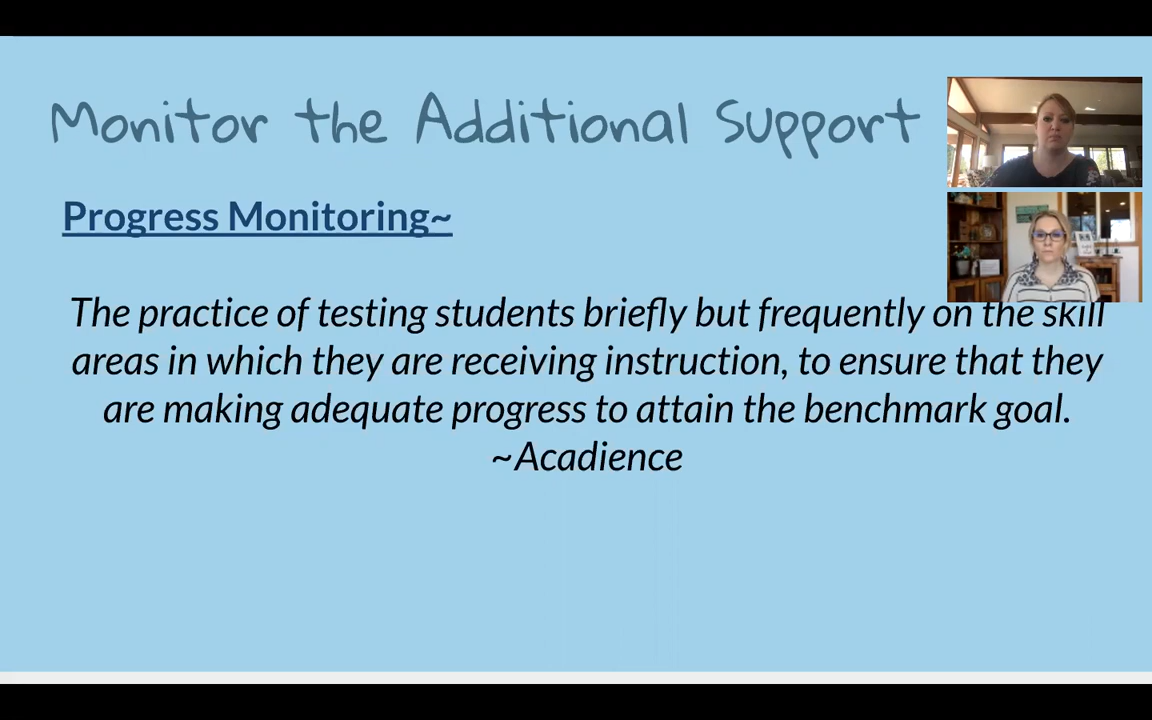 Monitor the Additional Support
Progress Monitoring~
The practice of testing students briefly but frequently on the skill
areas in which they are receiving instruction, to ensure that they
are making adequate progress to attain the benchmark goal.
~Acadience